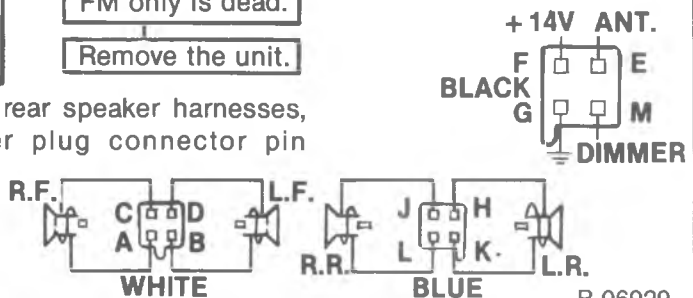 FM only is dead.
Remove the unit.
rear speaker harnesses,
plug connector pin
+14V ANT.
F E
BLACK
G M
DIMMER
R.F. C D L.F.
A B
WHITE
J H
R.R. L K. L.R.
BLUE